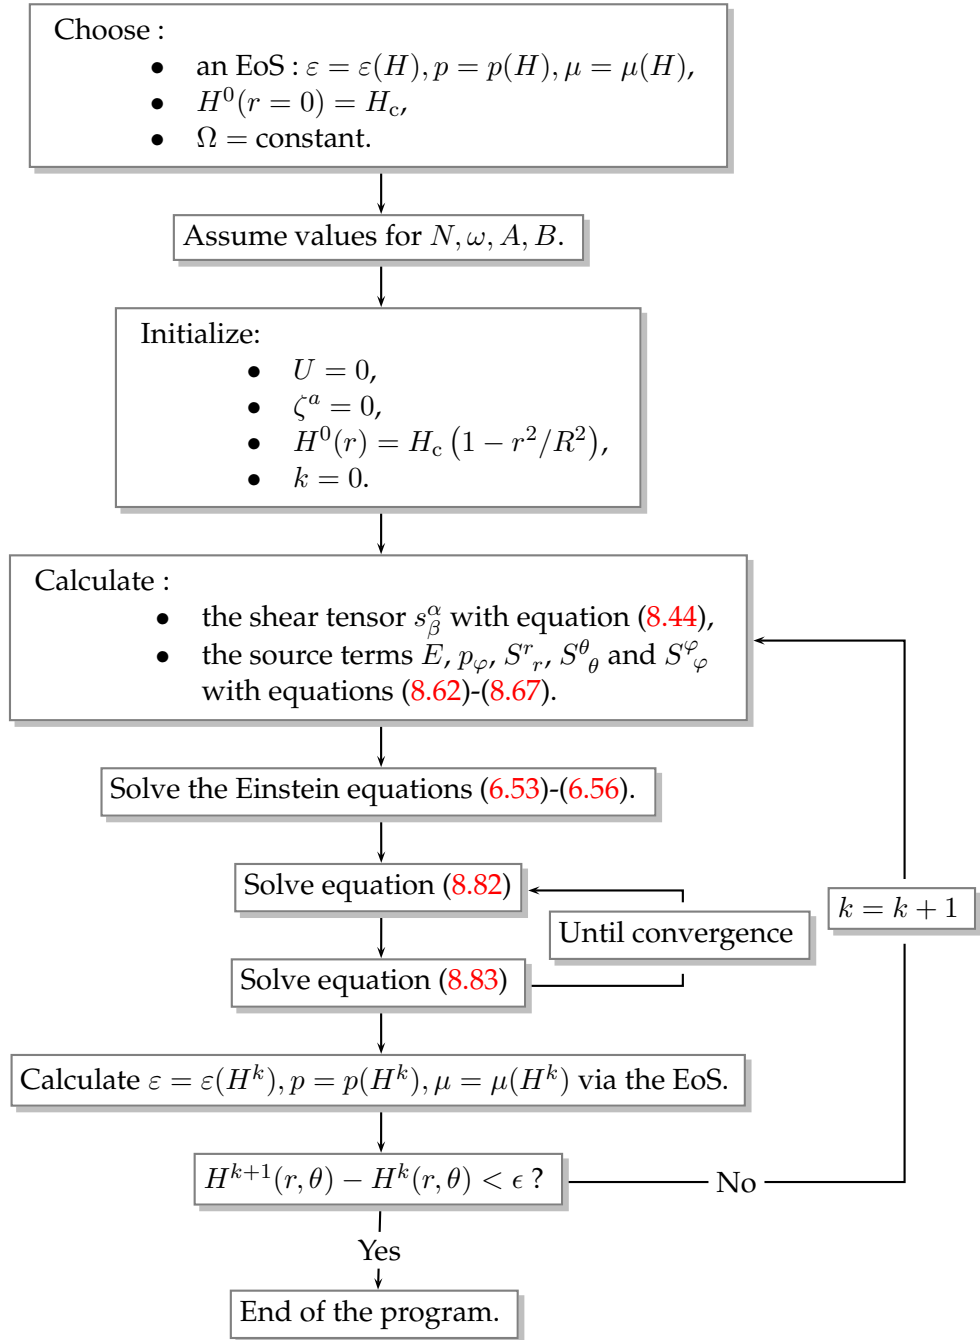 Choose :
• an EoS : ε = ε(H), p = p(H), μ = μ(H),
• H⁰(r = 0) = H_c,
• Ω = constant.
Assume values for N, ω, A, B.
Initialize:
• U = 0,
• ζᵃ = 0,
• H⁰(r) = H_c (1 − r²/R²),
• k = 0.
Calculate :
• the shear tensor s^α_β with equation (8.44),
• the source terms E, p_φ, S^r_r, S^θ_θ and S^φ_φ
with equations (8.62)-(8.67).
Solve the Einstein equations (6.53)-(6.56).
Solve equation (8.82)
k = k + 1
Until convergence
Solve equation (8.83)
Calculate ε = ε(H^k), p = p(H^k), μ = μ(H^k) via the EoS.
H^{k+1}(r, θ) − H^k(r, θ) < ϵ ?
No
Yes
End of the program.